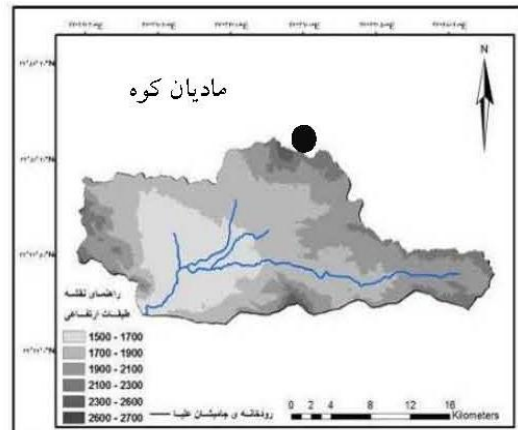 N
مادیان کوه
راهنمای نقشه
طبقات ارتفاعی
1500 - 1700
1700 - 1900
1900 - 2100
2100 - 2300
2300 - 2600
2600 - 2700
رودخانه ی جامیشان علیا
0 2 4 8 12 16
Kilometers